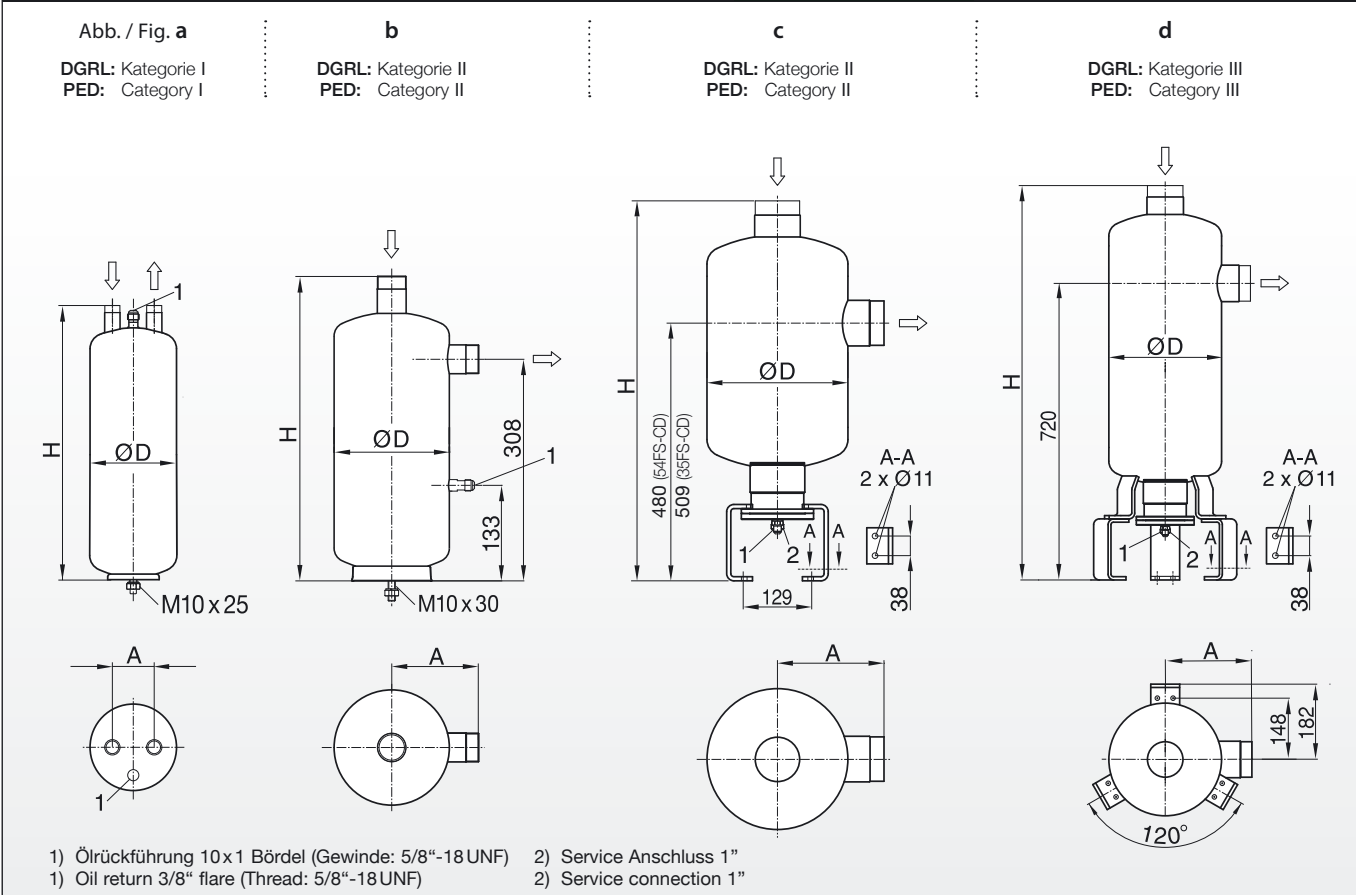 Abb. / Fig. a
DGRL: Kategorie I
PED: Category I
b
DGRL: Kategorie II
PED: Category II
c
DGRL: Kategorie II
PED: Category II
d
DGRL: Kategorie III
PED: Category III
1
H
ØD
M10 x 25
A
1
H
ØD
308
1
133
M10 x 30
A
H
ØD
480 (54FS-CD)
509 (35FS-CD)
A-A
2 x Ø11
1
2
A
A
38
129
A
H
ØD
720
A-A
2 x Ø11
1
2
A
A
38
A
148
182
120°
1) Ölrückführung 10 x 1 Bördel (Gewinde: 5/8“-18 UNF)
2) Service Anschluss 1”
1) Oil return 3/8“ flare (Thread: 5/8“-18 UNF)
2) Service connection 1”